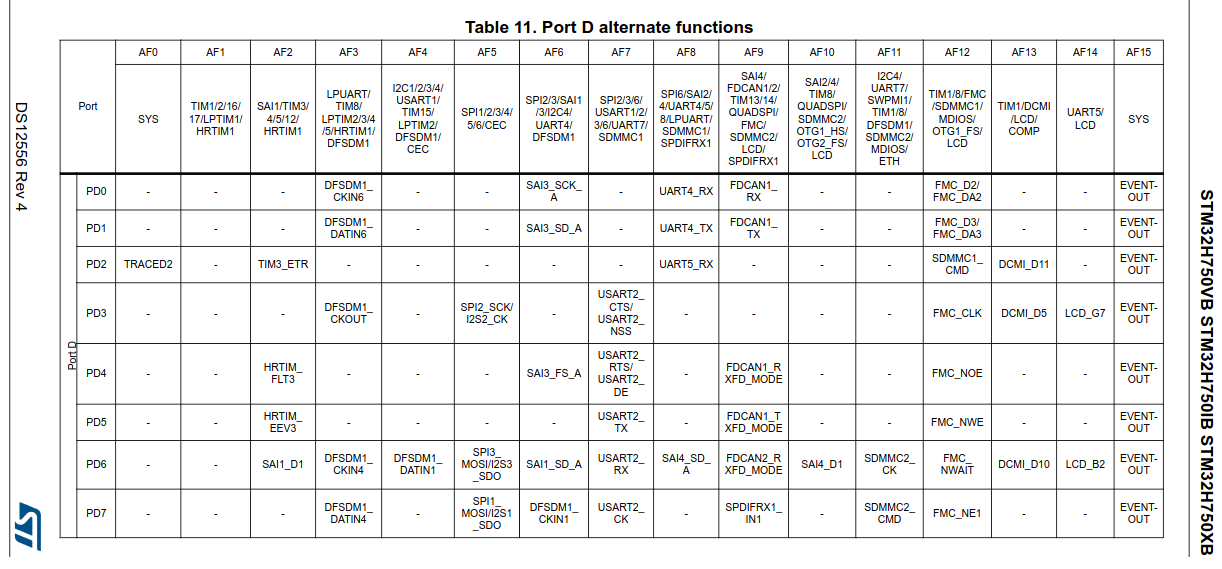 Table 11. Port D alternate functions
Port AF0 AF1 AF2 AF3 AF4 AF5 AF6 AF7 AF8 AF9 AF10 AF11 AF12 AF13 AF14 AF15
SYS
TIM1/2/16/
17/LPTIM1/
HRTIM1
SAI1/TIM3/
4/5/12/
HRTIM1
LPUART/
TIM8/
LPTIM2/3/4
/5/HRTIM1/
DFSDM1
I2C1/2/3/4/
USART1/
TIM15/
LPTIM2/
DFSDM1/
CEC
SPI1/2/3/4/
5/6/CEC
SPI2/3/SAI1
/3/I2C4/
UART4/
DFSDM1
SPI2/3/6/
USART1/2/
3/6/UART7/
SDMMC1
SPI6/SAI2/
4/UART4/5/
8/LPUART/
SDMMC1/
SPDIFRX1
SAI4/
FDCAN1/2/
TIM13/14/
QUADSPI/
FMC/
SDMMC2/
LCD/
SPDIFRX1
SAI2/4/
TIM8/
QUADSPI/
SDMMC2/
OTG1_HS/
OTG2_FS/
LCD
I2C4/
UART7/
SWPMI1/
TIM1/8/
DFSDM1/
SDMMC2/
MDIOS/
ETH
TIM1/8/FMC
/SDMMC1/
MDIOS/
OTG1_FS/
LCD
TIM1/DCMI
/LCD/
COMP
UART5/
LCD
SYS
Port D
PD0 - - - DFSDM1_CKIN6 - - SAI3_SCK_A - UART4_RX FDCAN1_RX - - FMC_D2/FMC_DA2 - - EVENT-OUT
PD1 - - - DFSDM1_DATIN6 - - SAI3_SD_A - UART4_TX FDCAN1_TX - - FMC_D3/FMC_DA3 - - EVENT-OUT
PD2 TRACED2 - TIM3_ETR - - - - - UART5_RX - - - SDMMC1_CMD DCMI_D11 - EVENT-OUT
PD3 - - - DFSDM1_CKOUT - SPI2_SCK/I2S2_CK - USART2_CTS/USART2_NSS - - - - FMC_CLK DCMI_D5 LCD_G7 EVENT-OUT
PD4 - - HRTIM_FLT3 - - - SAI3_FS_A USART2_RTS/USART2_DE - FDCAN1_RXFD_MODE - - FMC_NOE - - EVENT-OUT
PD5 - - HRTIM_EEV3 - - - - USART2_TX - FDCAN1_TXFD_MODE - - FMC_NWE - - EVENT-OUT
PD6 - - SAI1_D1 DFSDM1_CKIN4 DFSDM1_DATIN1 SPI3_MOSI/I2S3_SDO SAI1_SD_A USART2_RX SAI4_SD_A FDCAN2_RXFD_MODE SAI4_D1 SDMMC2_CK FMC_NWAIT DCMI_D10 LCD_B2 EVENT-OUT
PD7 - - - DFSDM1_DATIN4 - SPI1_MOSI/I2S1_SDO DFSDM1_CKIN1 USART2_CK - SPDIFRX1_IN1 - SDMMC2_CMD FMC_NE1 - - EVENT-OUT
DS12556 Rev 4
STM32H750VB STM32H750IB STM32H750XB
ST